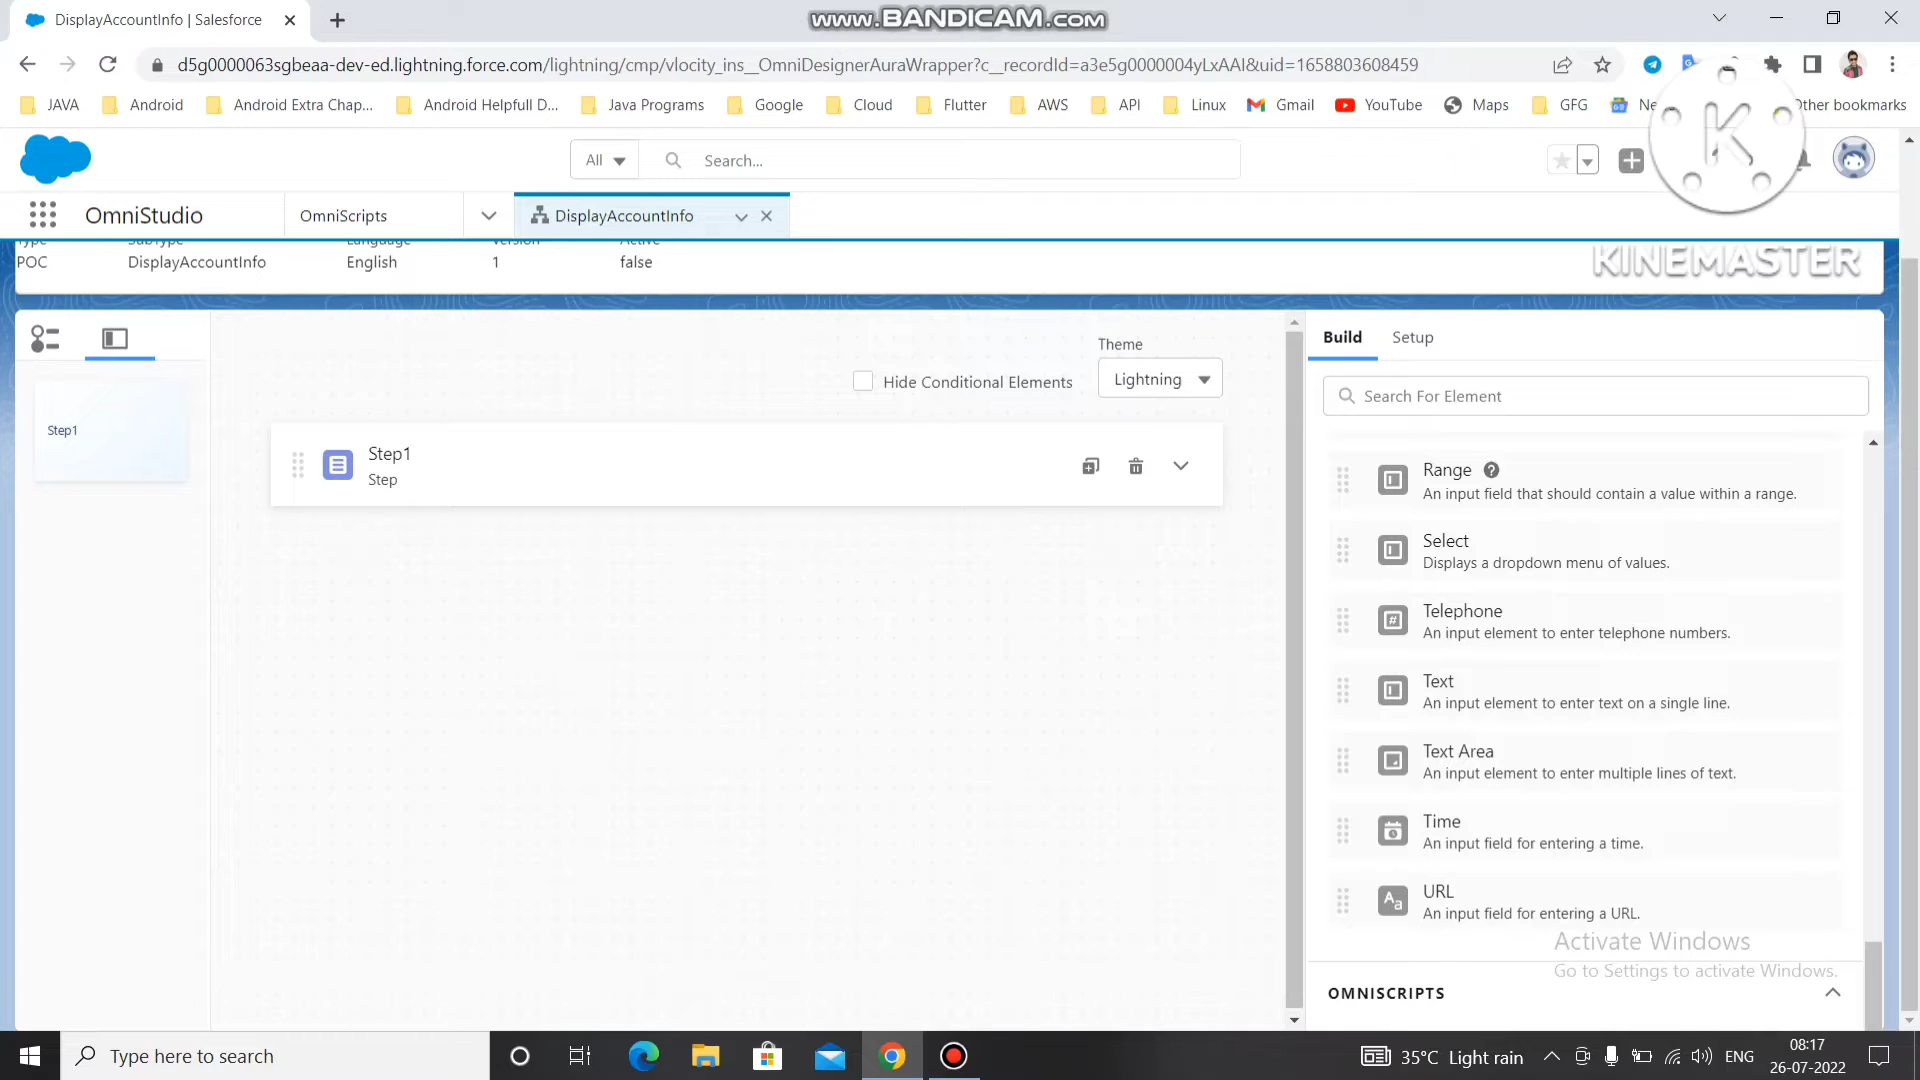 DisplayAccountInfo | Salesforce
www.BANDICAM.com
d5g0000063sgbeaa-dev-ed.lightning.force.com/lightning/cmp/vlocity_ins__OmniDesignerAuraWrapper?c__recordId=a3e5g0000004yLxAAI&uid=1658803608459
JAVA
Android
Android Extra Chap...
Android Helpfull D...
Java Programs
Google
Cloud
Flutter
AWS
API
Linux
Gmail
YouTube
Maps
GFG
Other bookmarks
All
Search...
OmniStudio
OmniScripts
DisplayAccountInfo
Type
SubType
Language
Version
Active
POC
DisplayAccountInfo
English
1
false
KINEMASTER
Theme
Hide Conditional Elements
Lightning
Step1
Step1
Step
Build
Setup
Search For Element
Range
An input field that should contain a value within a range.
Select
Displays a dropdown menu of values.
Telephone
An input element to enter telephone numbers.
Text
An input element to enter text on a single line.
Text Area
An input element to enter multiple lines of text.
Time
An input field for entering a time.
URL
An input field for entering a URL.
Activate Windows
Go to Settings to activate Windows.
OMNISCRIPTS
Type here to search
35°C Light rain
ENG
08:17
26-07-2022